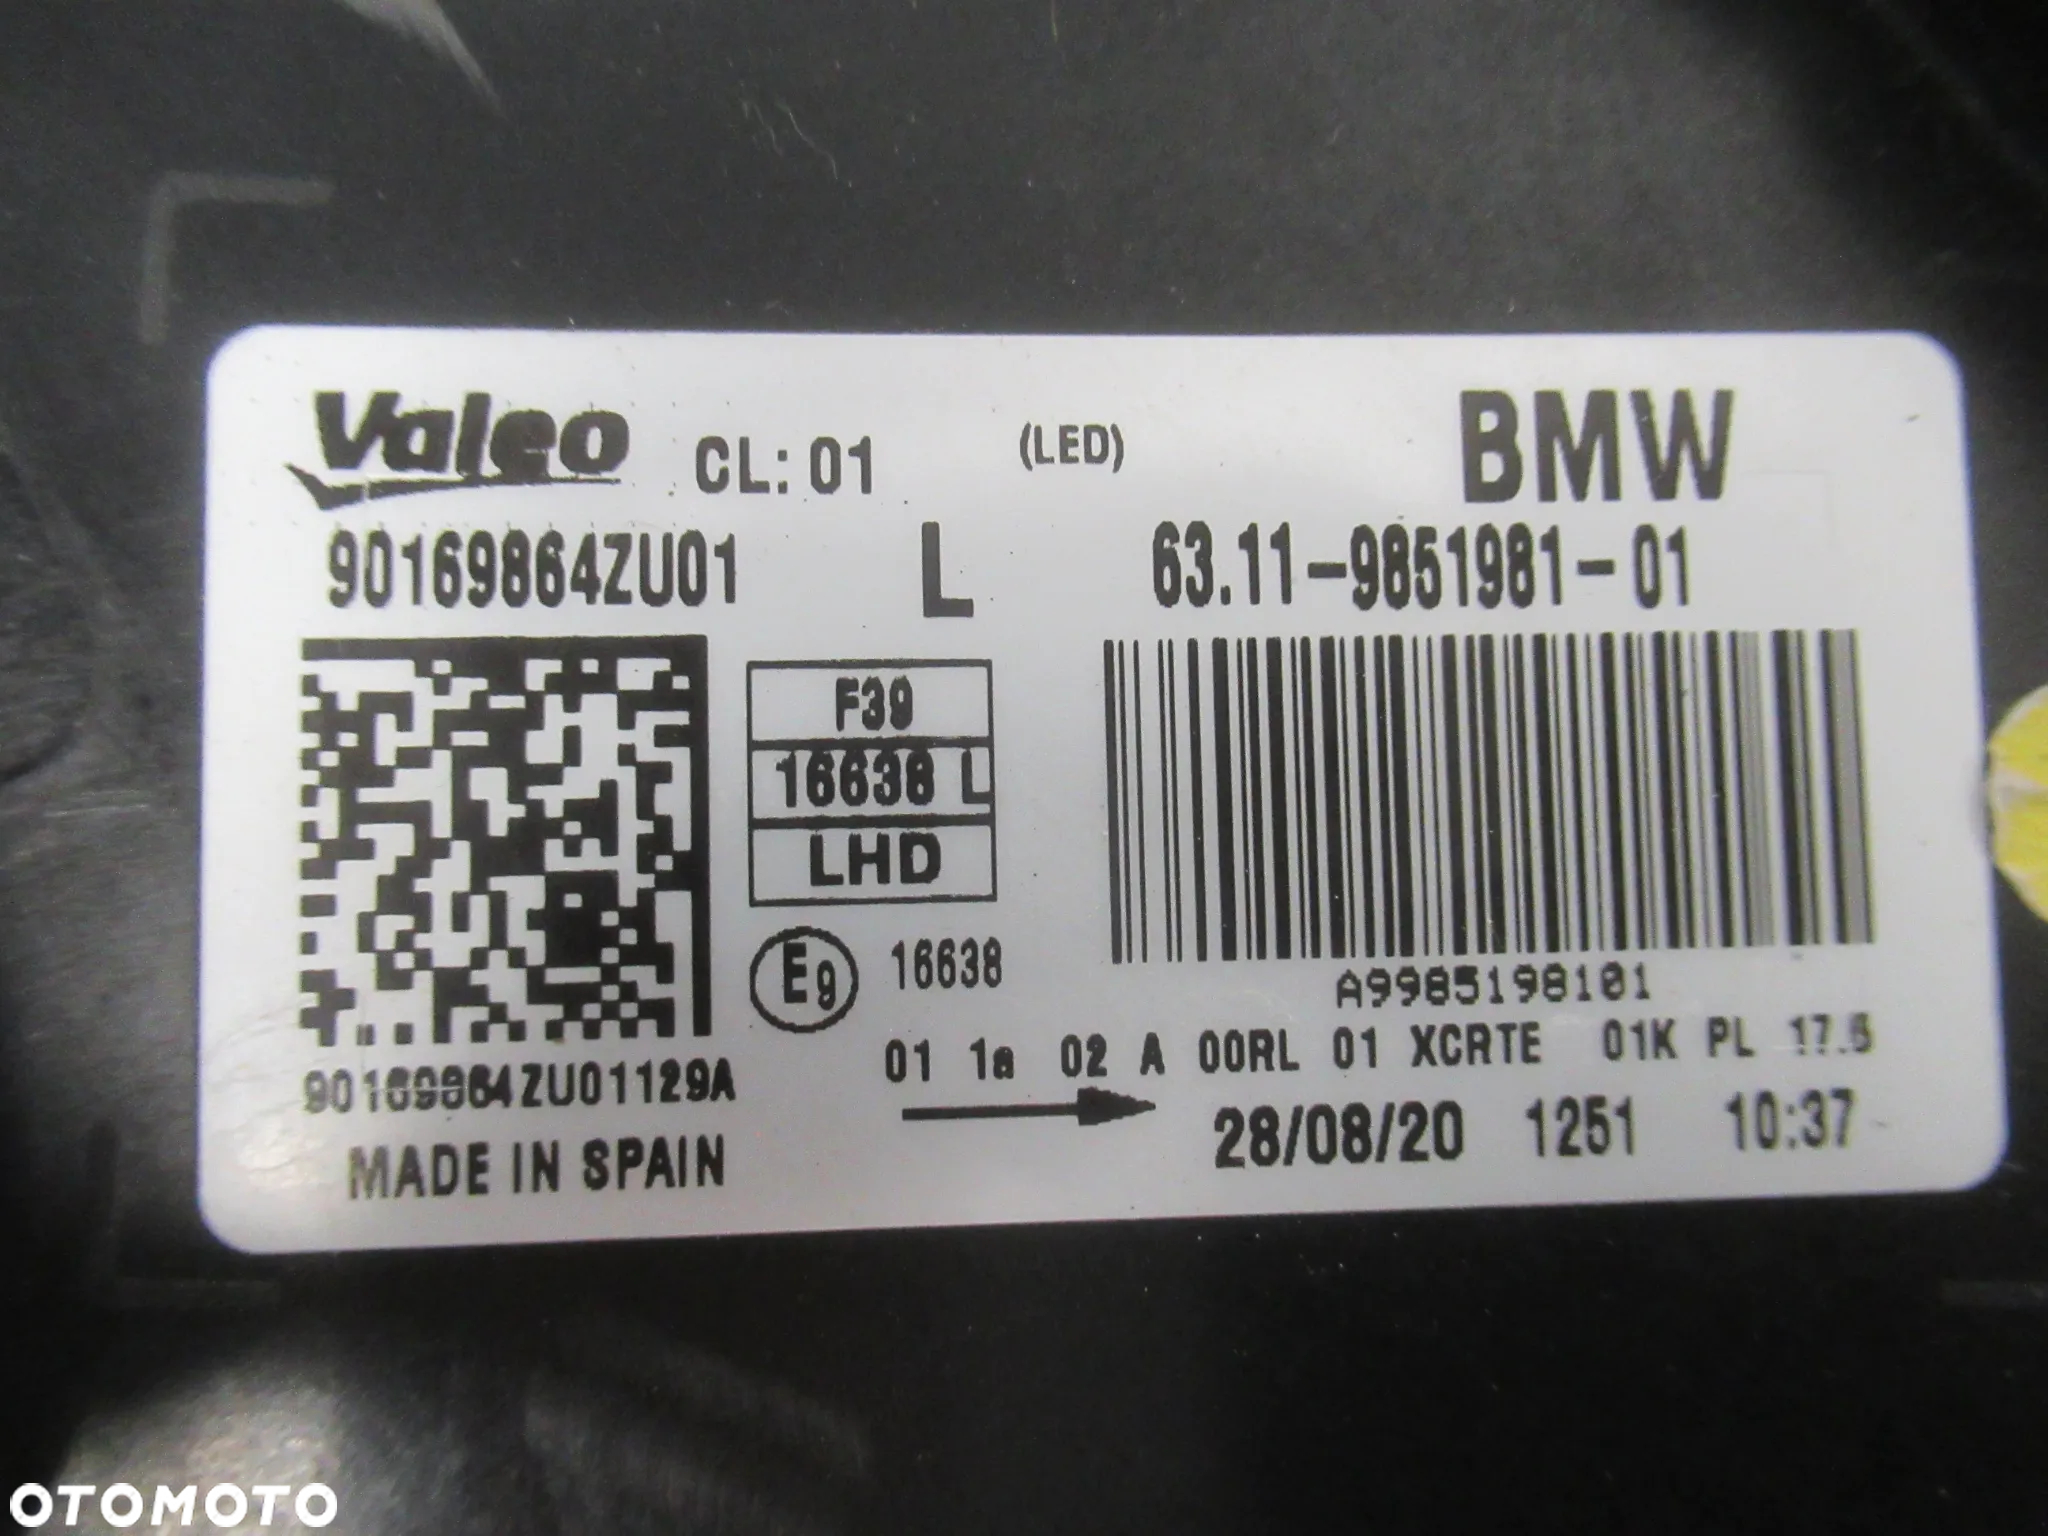 Valeo CL: 01 (LED) BMW
90169864ZU01 L 63.11-9851981-01
F39
16638 L
LHD
E9 16638
A9985198101
01 1a 02 A 00RL 01 XCRTE 01K PL 17.5
90169864ZU01129A
28/08/20 1251 10:37
MADE IN SPAIN
OTOMOTO